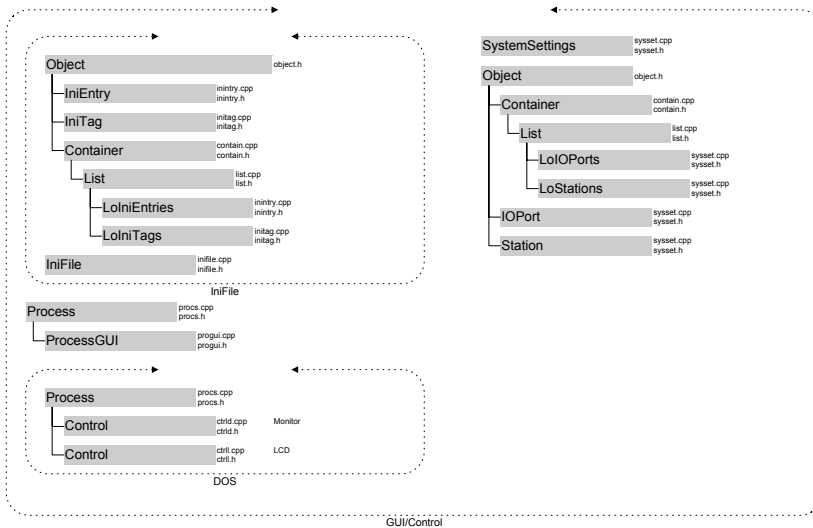 Object
object.h
IniEntry
inintry.cpp
inintry.h
IniTag
initag.cpp
initag.h
Container
contain.cpp
contain.h
List
list.cpp
list.h
LoIniEntries
inintry.cpp
inintry.h
LoIniTags
initag.cpp
initag.h
IniFile
inifile.cpp
inifile.h
IniFile
Process
procs.cpp
procs.h
ProcessGUI
progui.cpp
progui.h
Process
procs.cpp
procs.h
Control
ctrld.cpp
ctrld.h
Monitor
Control
ctrll.cpp
ctrll.h
LCD
DOS
SystemSettings
sysset.cpp
sysset.h
Object
object.h
Container
contain.cpp
contain.h
List
list.cpp
list.h
LoIOPorts
sysset.cpp
sysset.h
LoStations
sysset.cpp
sysset.h
IOPort
sysset.cpp
sysset.h
Station
sysset.cpp
sysset.h
GUI/Control